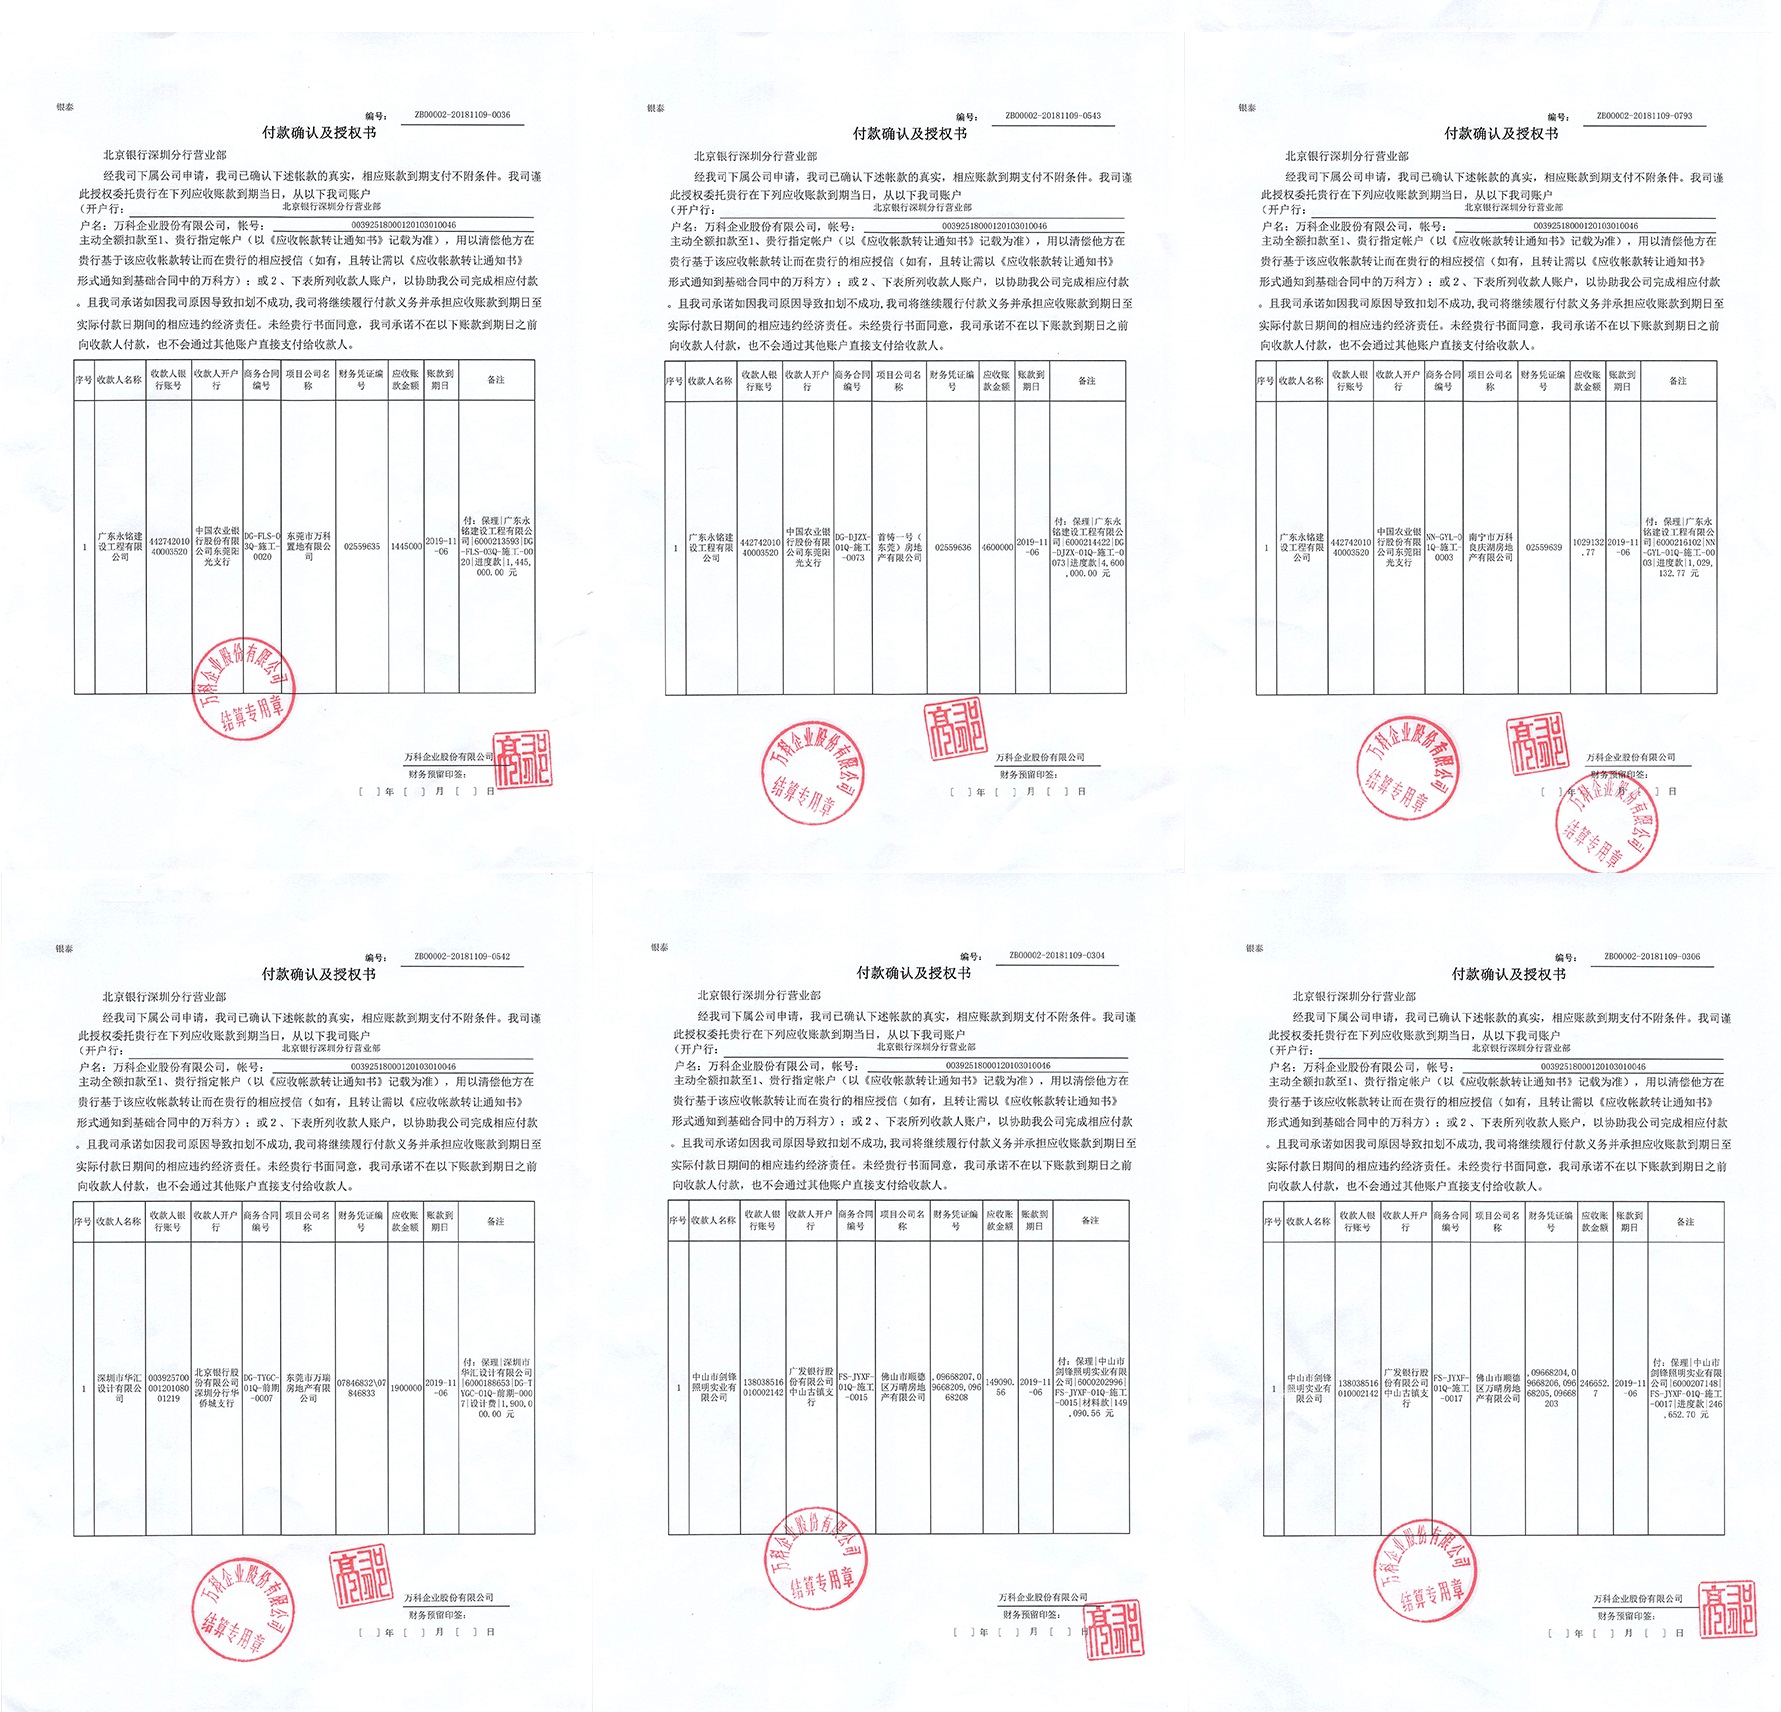 银泰
编号: ZB00002-20181109-0036
付款确认及授权书
北京银行深圳分行营业部
经我司下属公司申请，我司已确认下述帐款的真实，相应账款到期支付不附条件。我司谨
此授权委托贵行在下列应收账款到期当日，从以下我司账户
（开户行: 北京银行深圳分行营业部
户名: 万科企业股份有限公司，帐号: 00392518000120103010046
主动全额扣款至1、贵行指定帐户（以《应收帐款转让通知书》记载为准），用以清偿他方在
贵行基于该应收帐款转让而在贵行的相应授信（如有，且转让需以《应收帐款转让通知书》
形式通知到基础合同中的万科方）；或2、下表所列收款人账户，以协助我公司完成相应付款
。且我司承诺如因我司原因导致扣划不成功,我司将继续履行付款义务并承担应收账款到期日至
实际付款日期间的相应违约经济责任。未经贵行书面同意，我司承诺不在以下账款到期日之前
向收款人付款，也不会通过其他账户直接支付给收款人。
序号 收款人名称 收款人银行账号 收款人开户行 商务合同编号 项目公司名称 财务凭证编号 应收账款金额 账款到期日 备注
1 广东永铭建设工程有限公司 44274201040003520 中国农业银行股份有限公司东莞阳光支行 DG-FLS-03Q-施工-0020 东莞市万科置地有限公司 02559635 1445000 2019-11-06 付: 保理|广东永铭建设工程有限公司|6000213593|DG-FLS-03Q-施工-0020|进度款|1,445,000.00 元
万科企业股份有限公司
结算专用章
万科企业股份有限公司
财务预留印签:
[ ]年 [ ]月 [ ]日
银泰
编号: ZB00002-20181109-0543
付款确认及授权书
北京银行深圳分行营业部
经我司下属公司申请，我司已确认下述帐款的真实，相应账款到期支付不附条件。我司谨
此授权委托贵行在下列应收账款到期当日，从以下我司账户
（开户行: 北京银行深圳分行营业部
户名: 万科企业股份有限公司，帐号: 00392518000120103010046
主动全额扣款至1、贵行指定帐户（以《应收帐款转让通知书》记载为准），用以清偿他方在
贵行基于该应收帐款转让而在贵行的相应授信（如有，且转让需以《应收帐款转让通知书》
形式通知到基础合同中的万科方）；或2、下表所列收款人账户，以协助我公司完成相应付款
。且我司承诺如因我司原因导致扣划不成功,我司将继续履行付款义务并承担应收账款到期日至
实际付款日期间的相应违约经济责任。未经贵行书面同意，我司承诺不在以下账款到期日之前
向收款人付款，也不会通过其他账户直接支付给收款人。
序号 收款人名称 收款人银行账号 收款人开户行 商务合同编号 项目公司名称 财务凭证编号 应收账款金额 账款到期日 备注
1 广东永铭建设工程有限公司 44274201040003520 中国农业银行股份有限公司东莞阳光支行 DG-DJZX-01Q-施工-0073 首铸一号（东莞）房地产有限公司 02559636 4600000 2019-11-06 付: 保理|广东永铭建设工程有限公司|6000214422|DG-DJZX-01Q-施工-0073|进度款|4,600,000.00 元
万科企业股份有限公司
结算专用章
万科企业股份有限公司
财务预留印签:
[ ]年 [ ]月 [ ]日
银泰
编号: ZB00002-20181109-0793
付款确认及授权书
北京银行深圳分行营业部
经我司下属公司申请，我司已确认下述帐款的真实，相应账款到期支付不附条件。我司谨
此授权委托贵行在下列应收账款到期当日，从以下我司账户
（开户行: 北京银行深圳分行营业部
户名: 万科企业股份有限公司，帐号: 00392518000120103010046
主动全额扣款至1、贵行指定帐户（以《应收帐款转让通知书》记载为准），用以清偿他方在
贵行基于该应收帐款转让而在贵行的相应授信（如有，且转让需以《应收帐款转让通知书》
形式通知到基础合同中的万科方）；或2、下表所列收款人账户，以协助我公司完成相应付款
。且我司承诺如因我司原因导致扣划不成功,我司将继续履行付款义务并承担应收账款到期日至
实际付款日期间的相应违约经济责任。未经贵行书面同意，我司承诺不在以下账款到期日之前
向收款人付款，也不会通过其他账户直接支付给收款人。
序号 收款人名称 收款人银行账号 收款人开户行 商务合同编号 项目公司名称 财务凭证编号 应收账款金额 账款到期日 备注
1 广东永铭建设工程有限公司 44274201040003520 中国农业银行股份有限公司东莞阳光支行 NN-GYL-01Q-施工-0003 南宁市万科良庆湖房地产有限公司 02559639 1029132.77 2019-11-06 付: 保理|广东永铭建设工程有限公司|6000216102|NN-GYL-01Q-施工-0003|进度款|1,029,132.77 元
万科企业股份有限公司
结算专用章
万科企业股份有限公司
财务预留印签:
[ ]年 [ ]月 [ ]日
万科企业股份有限公司
结算专用章
银泰
编号: ZB00002-20181109-0542
付款确认及授权书
北京银行深圳分行营业部
经我司下属公司申请，我司已确认下述帐款的真实，相应账款到期支付不附条件。我司谨
此授权委托贵行在下列应收账款到期当日，从以下我司账户
（开户行: 北京银行深圳分行营业部
户名: 万科企业股份有限公司，帐号: 00392518000120103010046
主动全额扣款至1、贵行指定帐户（以《应收帐款转让通知书》记载为准），用以清偿他方在
贵行基于该应收帐款转让而在贵行的相应授信（如有，且转让需以《应收帐款转让通知书》
形式通知到基础合同中的万科方）；或2、下表所列收款人账户，以协助我公司完成相应付款
。且我司承诺如因我司原因导致扣划不成功,我司将继续履行付款义务并承担应收账款到期日至
实际付款日期间的相应违约经济责任。未经贵行书面同意，我司承诺不在以下账款到期日之前
向收款人付款，也不会通过其他账户直接支付给收款人。
序号 收款人名称 收款人银行账号 收款人开户行 商务合同编号 项目公司名称 财务凭证编号 应收账款金额 账款到期日 备注
1 深圳市华汇设计有限公司 00392570000120108001219 北京银行股份有限公司深圳分行华侨城支行 DG-TYGC-01Q-前期-0007 东莞市万瑞房地产有限公司 07846832\07846833 1900000 2019-11-06 付: 保理|深圳市华汇设计有限公司|6000188653|DG-TYGC-01Q-前期-0007|设计费|1,900,000.00 元
万科企业股份有限公司
结算专用章
万科企业股份有限公司
财务预留印签:
[ ]年 [ ]月 [ ]日
银泰
编号: ZB00002-20181109-0304
付款确认及授权书
北京银行深圳分行营业部
经我司下属公司申请，我司已确认下述帐款的真实，相应账款到期支付不附条件。我司谨
此授权委托贵行在下列应收账款到期当日，从以下我司账户
（开户行: 北京银行深圳分行营业部
户名: 万科企业股份有限公司，帐号: 00392518000120103010046
主动全额扣款至1、贵行指定帐户（以《应收帐款转让通知书》记载为准），用以清偿他方在
贵行基于该应收帐款转让而在贵行的相应授信（如有，且转让需以《应收帐款转让通知书》
形式通知到基础合同中的万科方）；或2、下表所列收款人账户，以协助我公司完成相应付款
。且我司承诺如因我司原因导致扣划不成功,我司将继续履行付款义务并承担应收账款到期日至
实际付款日期间的相应违约经济责任。未经贵行书面同意，我司承诺不在以下账款到期日之前
向收款人付款，也不会通过其他账户直接支付给收款人。
序号 收款人名称 收款人银行账号 收款人开户行 商务合同编号 项目公司名称 财务凭证编号 应收账款金额 账款到期日 备注
1 中山市剑锋照明实业有限公司 138038516010002142 广发银行股份有限公司中山古镇支行 FS-JYXF-01Q-施工-0015 佛山市顺德区万晴房地产有限公司 ,09668207,09668209,09668208 149090.56 2019-11-06 付: 保理|中山市剑锋照明实业有限公司|6000202996|FS-JYXF-01Q-施工-0015|材料款|149,090.56 元
万科企业股份有限公司
结算专用章
万科企业股份有限公司
财务预留印签:
[ ]年 [ ]月 [ ]日
银泰
编号: ZB00002-20181109-0306
付款确认及授权书
北京银行深圳分行营业部
经我司下属公司申请，我司已确认下述帐款的真实，相应账款到期支付不附条件。我司谨
此授权委托贵行在下列应收账款到期当日，从以下我司账户
（开户行: 北京银行深圳分行营业部
户名: 万科企业股份有限公司，帐号: 00392518000120103010046
主动全额扣款至1、贵行指定帐户（以《应收帐款转让通知书》记载为准），用以清偿他方在
贵行基于该应收帐款转让而在贵行的相应授信（如有，且转让需以《应收帐款转让通知书》
形式通知到基础合同中的万科方）；或2、下表所列收款人账户，以协助我公司完成相应付款
。且我司承诺如因我司原因导致扣划不成功,我司将继续履行付款义务并承担应收账款到期日至
实际付款日期间的相应违约经济责任。未经贵行书面同意，我司承诺不在以下账款到期日之前
向收款人付款，也不会通过其他账户直接支付给收款人。
序号 收款人名称 收款人银行账号 收款人开户行 商务合同编号 项目公司名称 财务凭证编号 应收账款金额 账款到期日 备注
1 中山市剑锋照明实业有限公司 138038516010002142 广发银行股份有限公司中山古镇支行 FS-JYXF-01Q-施工-0017 佛山市顺德区万晴房地产有限公司 ,09668204,09668206,09668205,09668203 246652.7 2019-11-06 付: 保理|中山市剑锋照明实业有限公司|6000207148|FS-JYXF-01Q-施工-0017|进度款|246,652.70 元
万科企业股份有限公司
结算专用章
万科企业股份有限公司
财务预留印签:
[ ]年 [ ]月 [ ]日